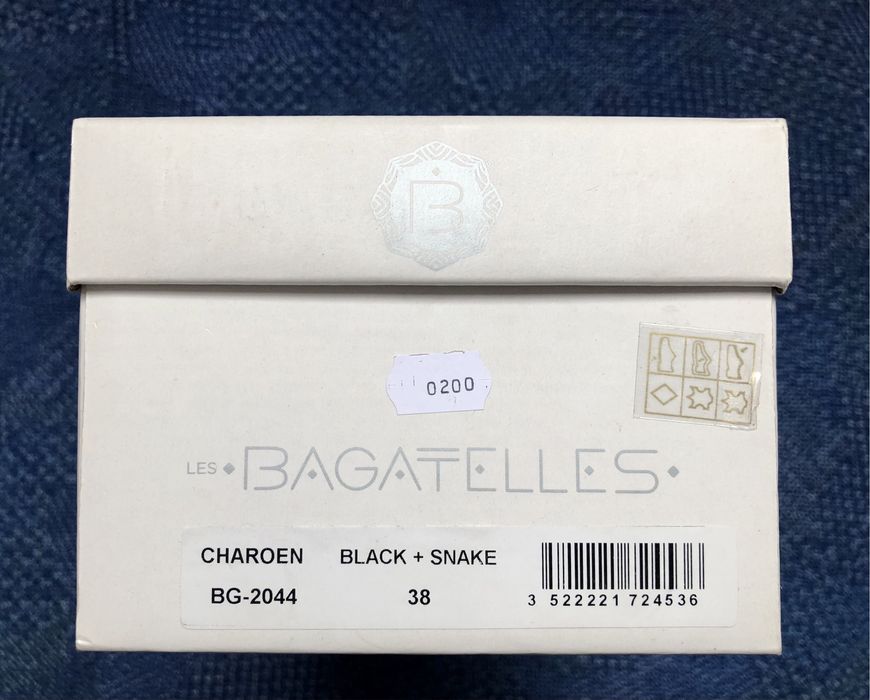 B
0200
LES • BAGATELLES •
CHAROEN BLACK + SNAKE
BG-2044 38
3 522221 724536